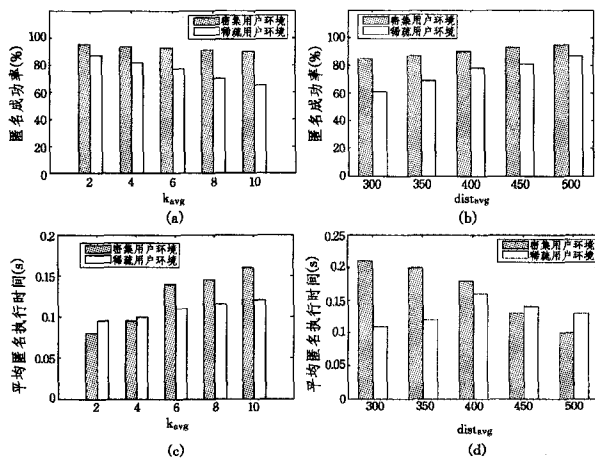 密集用户环境
稀疏用户环境
匿名成功率(%)
100
80
60
40
20
0
2 4 6 8 10
k_avg
(a)
密集用户环境
稀疏用户环境
匿名成功率(%)
100
80
60
40
20
0
300 350 400 450 500
dist_avg
(b)
密集用户环境
稀疏用户环境
平均匿名执行时间(s)
0.2
0.15
0.1
0.05
0
2 4 6 8 10
k_avg
(c)
密集用户环境
稀疏用户环境
平均匿名执行时间(s)
0.25
0.2
0.15
0.1
0.05
0
300 350 400 450 500
dist_avg
(d)